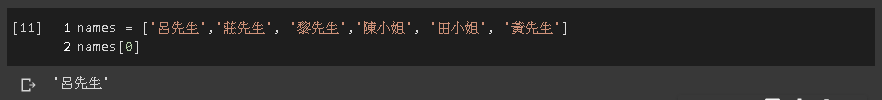 [11] 1 names = ['呂先生','莊先生', '黎先生','陳小姐', '田小姐', '黃先生']
2 names[0]
'呂先生'